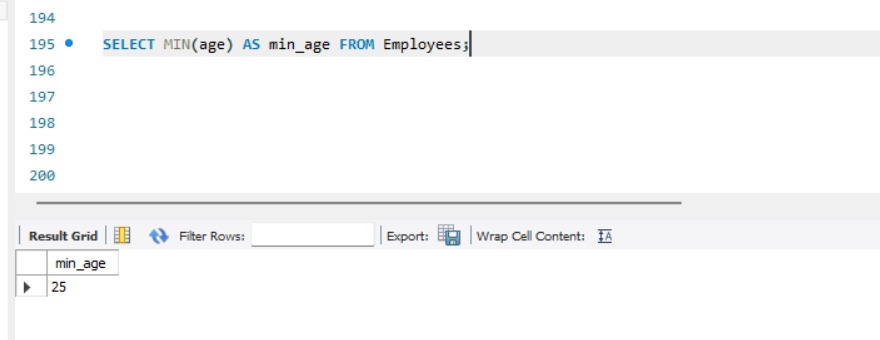 194
195 SELECT MIN(age) AS min_age FROM Employees;
196
197
198
199
200
Result Grid Filter Rows: Export: Wrap Cell Content: IA
min_age
25